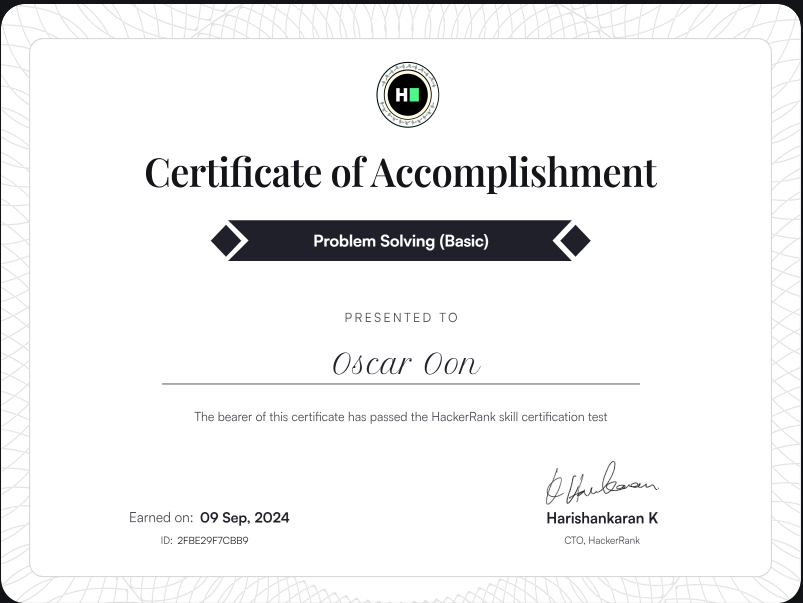 H
Certificate of Accomplishment
Problem Solving (Basic)
PRESENTED TO
Oscar Oon
The bearer of this certificate has passed the HackerRank skill certification test
Earned on: 09 Sep, 2024
ID: 2FBE29F7CBB9
Harishankaran K
CTO, HackerRank